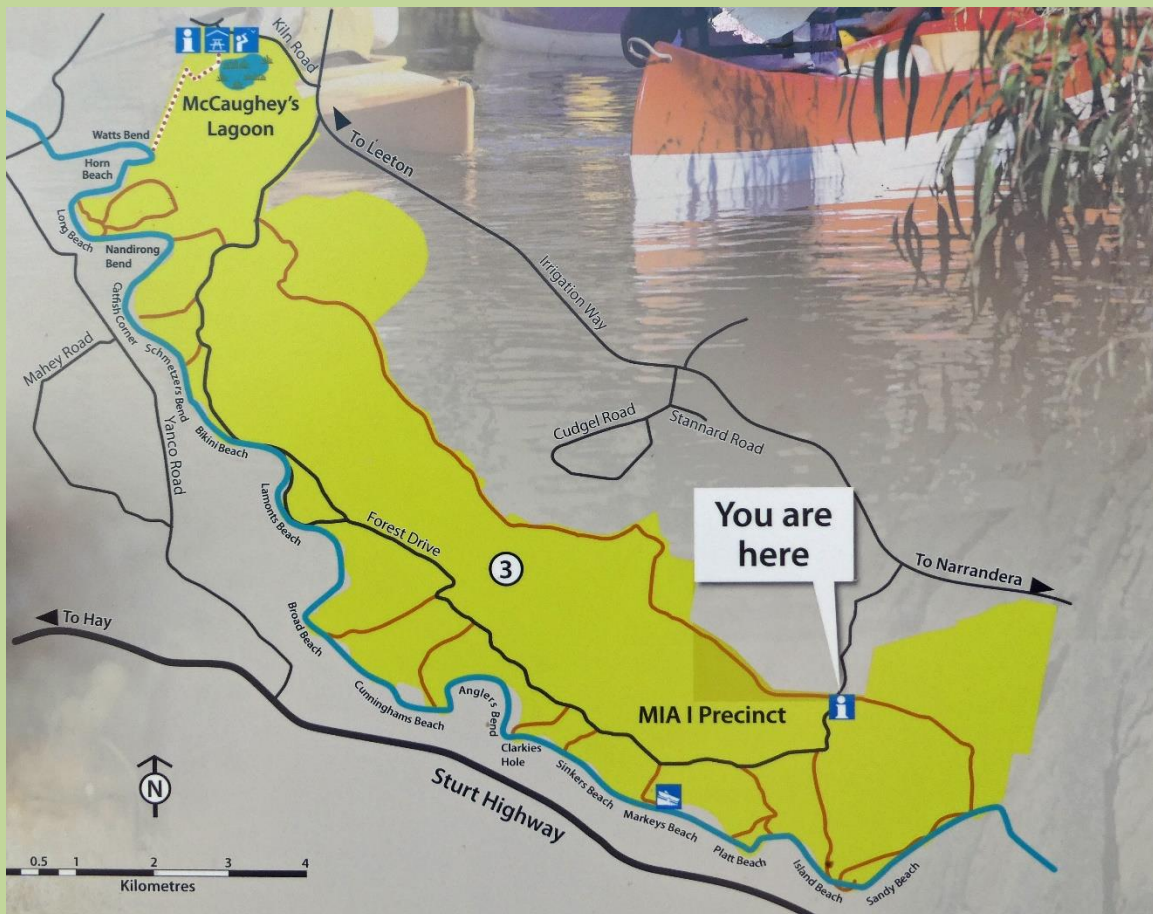 Kiln Road
McCaughey's
Lagoon
To Leeton
Watts Bend
Horn
Beach
Long Beach
Nandirong
Bend
Catfish Corner
Irrigation Way
Mahey Road
Schmetzers Bend
Yanco Road
Bikini Beach
Cudgel Road
Stannard Road
Lamonts Beach
Forest Drive
3
You are
here
To Narrandera
To Hay
Broad Beach
Cunninghams Beach
Anglers
Bend
Clarkies
Hole
Sinkers Beach
MIA I Precinct
Markeys Beach
Platt Beach
Island Beach
Sandy Beach
Sturt Highway
N
0.5 1 2 3 4
Kilometres